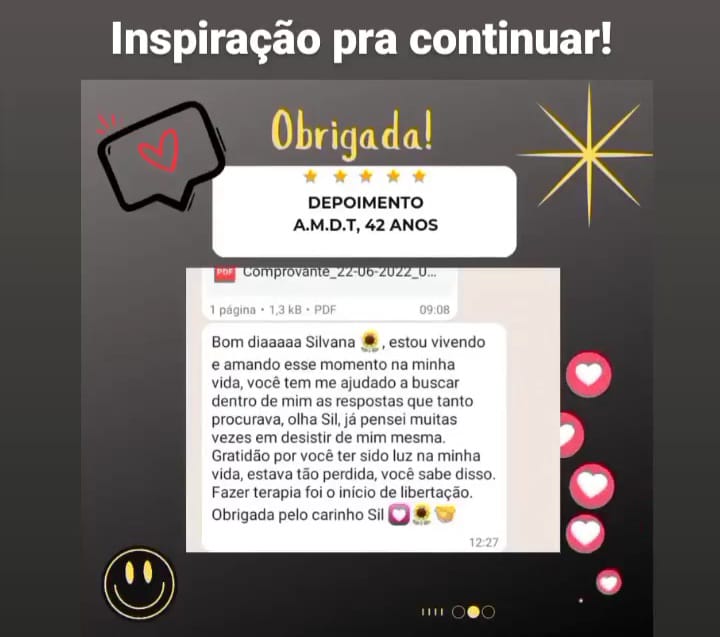 Inspiração pra continuar!
Obrigada!
DEPOIMENTO
A.M.D.T, 42 ANOS
PDF Comprovante_22-06-2022_0...
1 página • 1,3 kB • PDF 09:08
Bom diaaaaa Silvana 🌻, estou vivendo
e amando esse momento na minha
vida, você tem me ajudado a buscar
dentro de mim as respostas que tanto
procurava, olha Sil, já pensei muitas
vezes em desistir de mim mesma.
Gratidão por você ter sido luz na minha
vida, estava tão perdida, você sabe disso.
Fazer terapia foi o início de libertação.
Obrigada pelo carinho Sil 💟🌻🤝
12:27